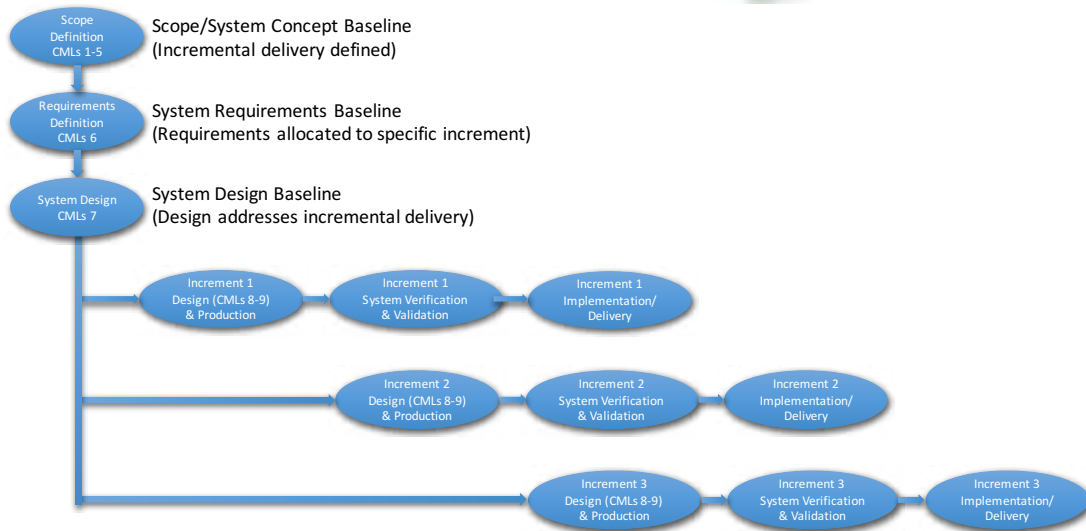 Scope
Definition
CMLs 1-5
Scope/System Concept Baseline
(Incremental delivery defined)
Requirements
Definition
CMLs 6
System Requirements Baseline
(Requirements allocated to specific increment)
System Design
CMLs 7
System Design Baseline
(Design addresses incremental delivery)
Increment 1
Design (CMLs 8-9)
& Production
Increment 1
System Verification
& Validation
Increment 1
Implementation/
Delivery
Increment 2
Design (CMLs 8-9)
& Production
Increment 2
System Verification
& Validation
Increment 2
Implementation/
Delivery
Increment 3
Design (CMLs 8-9)
& Production
Increment 3
System Verification
& Validation
Increment 3
Implementation/
Delivery